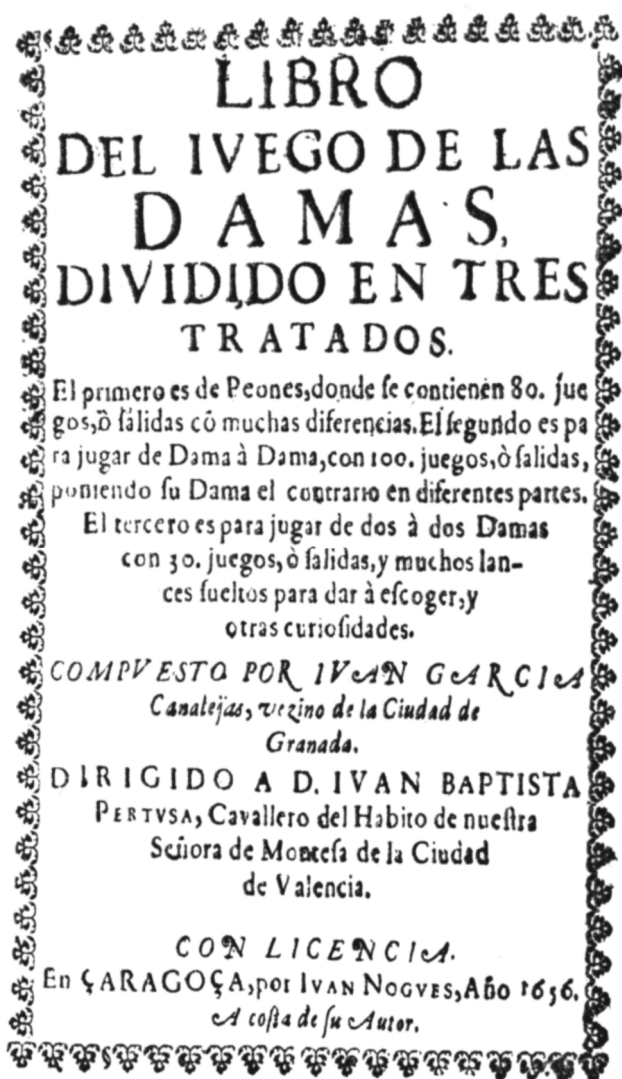 LIBRO
DEL IVEGO DE LAS
DAMAS,
DIVIDIDO EN TRES
TRATADOS.
El primero es de Peones, donde ſe contienen 80. jue
gos, ò ſalidas cõ muchas diferencias. El ſegundo es pa
ra jugar de Dama à Dama, con 100. juegos, ò ſalidas,
poniendo ſu Dama el contrario en diferentes partes.
El tercero es para jugar de dos à dos Damas
con 30. juegos, ò ſalidas, y muchos lan-
ces ſueltos para dar à eſcoger, y
otras curioſidades.
COMPVESTO POR IVAN GARCIA
Canalejas, vezino de la Ciudad de
Granada.
DIRIGIDO A D. IVAN BAPTISTA
PERTVSA, Cavallero del Habito de nueſtra
Señora de Monteſa de la Ciudad
de Valencia.
CON LICENCIA.
En ÇARAGOÇA, por IVAN NOGVES, Año 1656.
A coſta de ſu Autor.